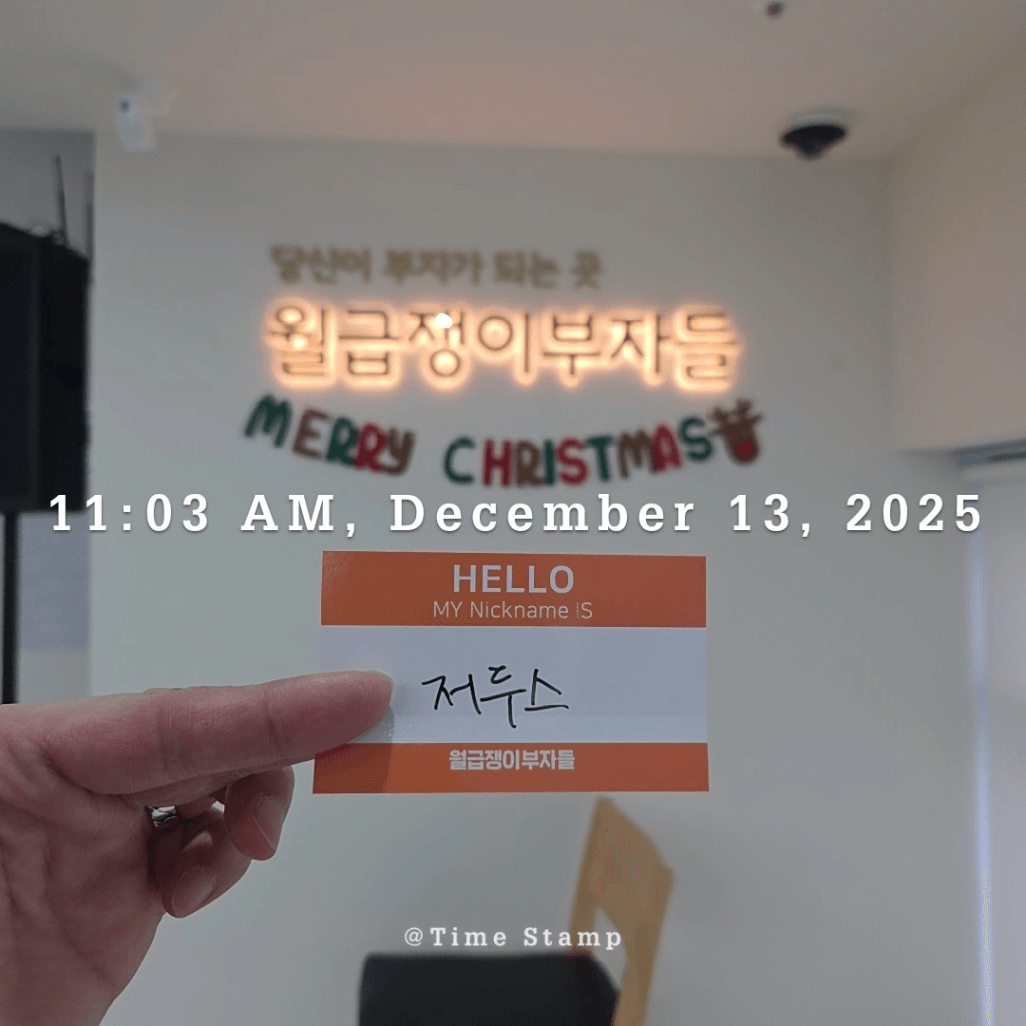 당신이 부자가 되는 곳
월급쟁이부자들
MERRY CHRISTMAS
11:03 AM, December 13, 2025
HELLO
MY Nickname iS
저두스
월급쟁이부자들
@Time Stamp